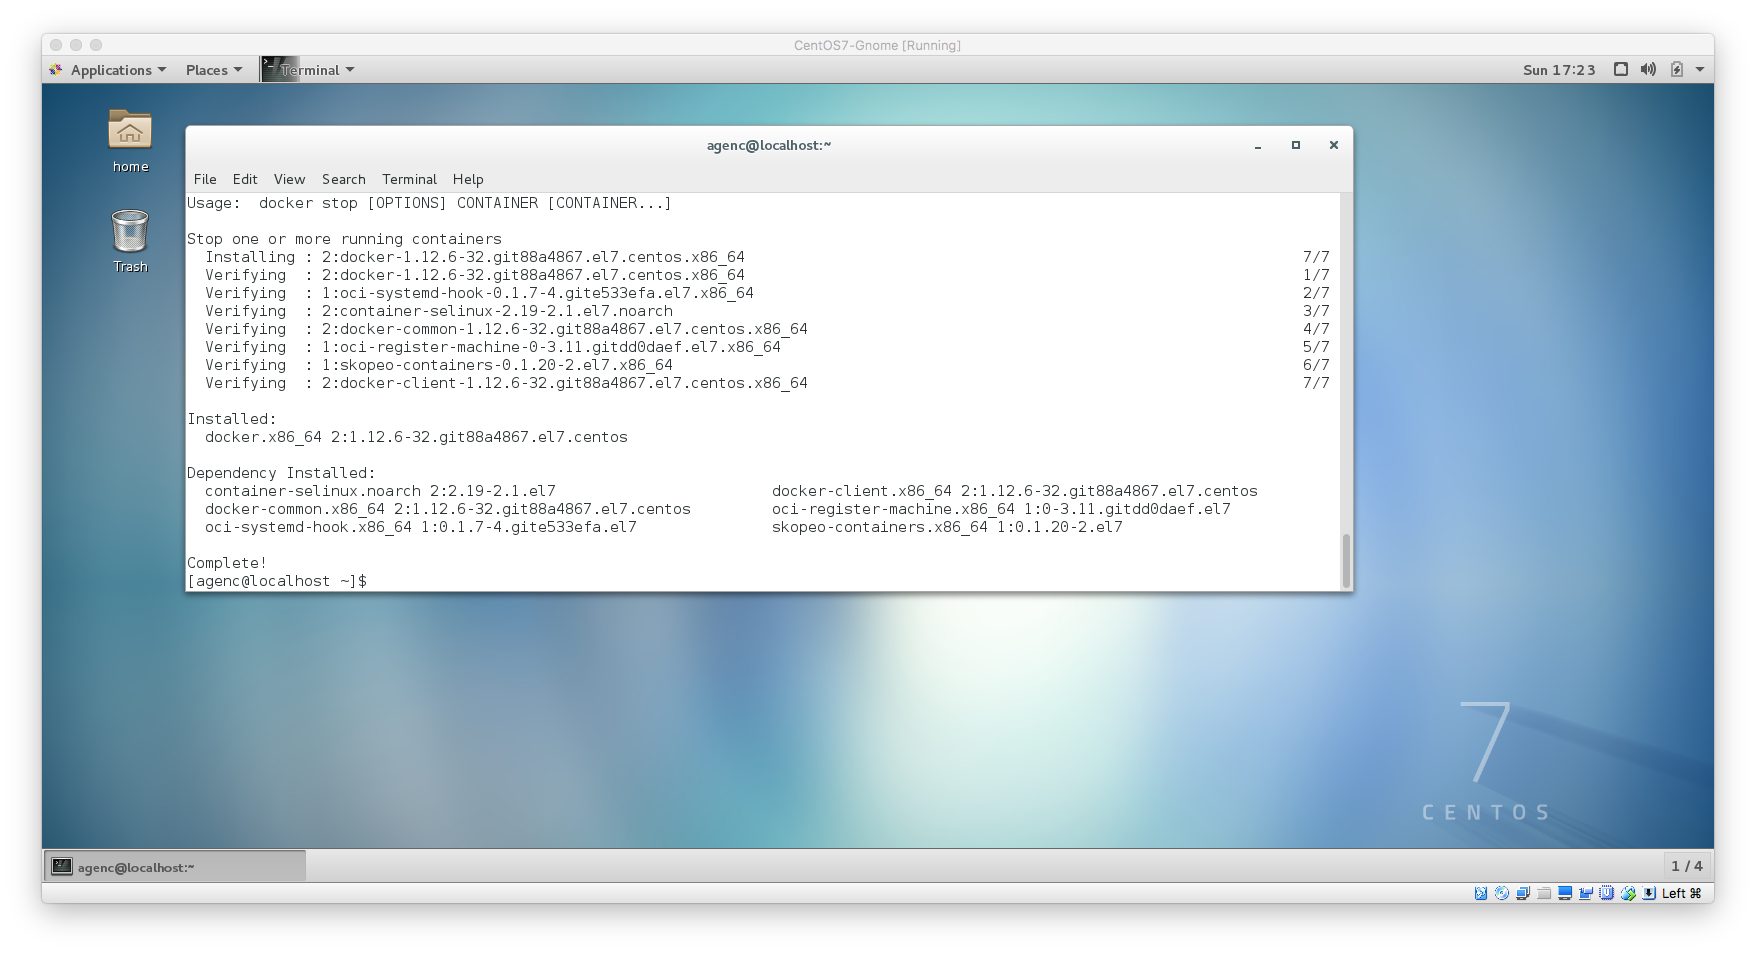 CentOS7-Gnome [Running]
Applications Places Terminal Sun 17:23
home
Trash
agenc@localhost:~
File Edit View Search Terminal Help
Usage:  docker stop [OPTIONS] CONTAINER [CONTAINER...]
Stop one or more running containers
Installing : 2:docker-1.12.6-32.git88a4867.el7.centos.x86_64 7/7
Verifying  : 2:docker-1.12.6-32.git88a4867.el7.centos.x86_64 1/7
Verifying  : 1:oci-systemd-hook-0.1.7-4.gite533efa.el7.x86_64 2/7
Verifying  : 2:container-selinux-2.19-2.1.el7.noarch 3/7
Verifying  : 2:docker-common-1.12.6-32.git88a4867.el7.centos.x86_64 4/7
Verifying  : 1:oci-register-machine-0-3.11.gitdd0daef.el7.x86_64 5/7
Verifying  : 1:skopeo-containers-0.1.20-2.el7.x86_64 6/7
Verifying  : 2:docker-client-1.12.6-32.git88a4867.el7.centos.x86_64 7/7
Installed:
docker.x86_64 2:1.12.6-32.git88a4867.el7.centos
Dependency Installed:
container-selinux.noarch 2:2.19-2.1.el7 docker-client.x86_64 2:1.12.6-32.git88a4867.el7.centos
docker-common.x86_64 2:1.12.6-32.git88a4867.el7.centos oci-register-machine.x86_64 1:0-3.11.gitdd0daef.el7
oci-systemd-hook.x86_64 1:0.1.7-4.gite533efa.el7 skopeo-containers.x86_64 1:0.1.20-2.el7
Complete!
[agenc@localhost ~]$
7
CENTOS
agenc@localhost:~ 1 / 4
Left ⌘